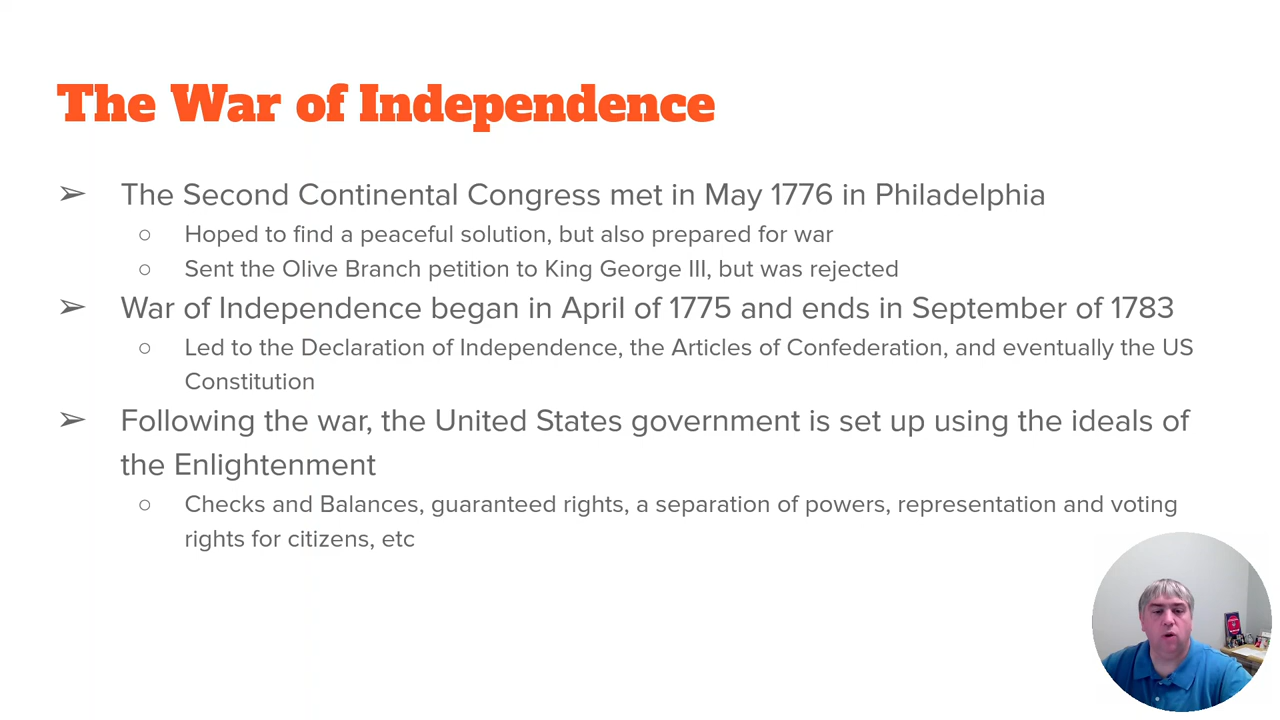 The War of Independence
➢ The Second Continental Congress met in May 1776 in Philadelphia
○ Hoped to find a peaceful solution, but also prepared for war
○ Sent the Olive Branch petition to King George III, but was rejected
➢ War of Independence began in April of 1775 and ends in September of 1783
○ Led to the Declaration of Independence, the Articles of Confederation, and eventually the US
Constitution
➢ Following the war, the United States government is set up using the ideals of
the Enlightenment
○ Checks and Balances, guaranteed rights, a separation of powers, representation and voting
rights for citizens, etc